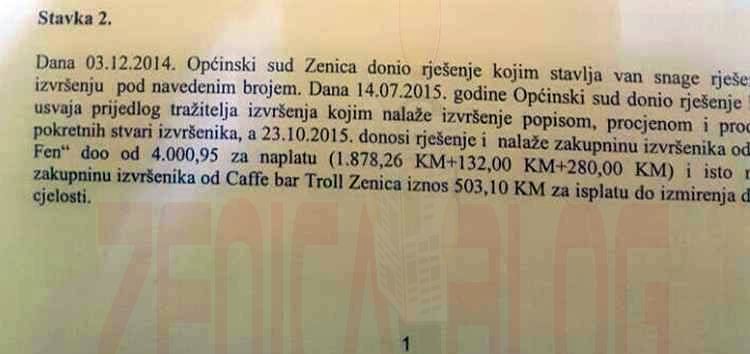 Stavka 2.
Dana 03.12.2014. Općinski sud Zenica donio rješenje kojim stavlja van snage
izvršenju pod navedenim brojem. Dana 14.07.2015. godine Općinski sud donio rješenje
usvaja prijedlog tražitelja izvršenja kojim nalaže izvršenje popisom, procjenom i
pokretnih stvari izvršenika, a 23.10.2015. donosi rješenje i nalaže zakupninu izvršenika od
Fen“ doo od 4.000,95 za naplatu (1.878,26 KM+132,00 KM+280,00 KM) i isto
zakupninu izvršenika od Caffe bar Troll Zenica iznos 503,10 KM za isplatu do izmirenja
cjelosti.
ZENICABLOG
1